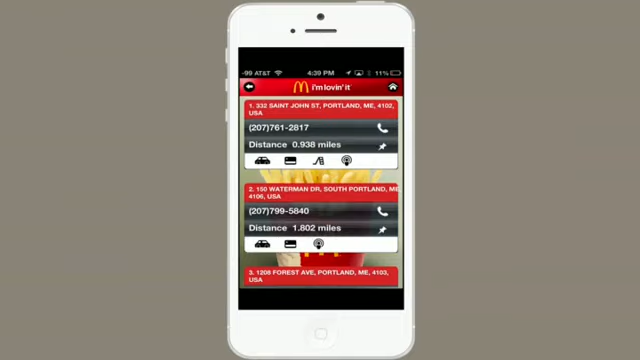 -99 AT&T 4:39 PM 11%
i'm lovin' it
1. 332 SAINT JOHN ST, PORTLAND, ME, 4102,
USA
(207)761-2817
Distance 0.938 miles
2. 150 WATERMAN DR, SOUTH PORTLAND, ME,
4106, USA
(207)799-5840
Distance 1.802 miles
3. 1208 FOREST AVE, PORTLAND, ME, 4103,
USA